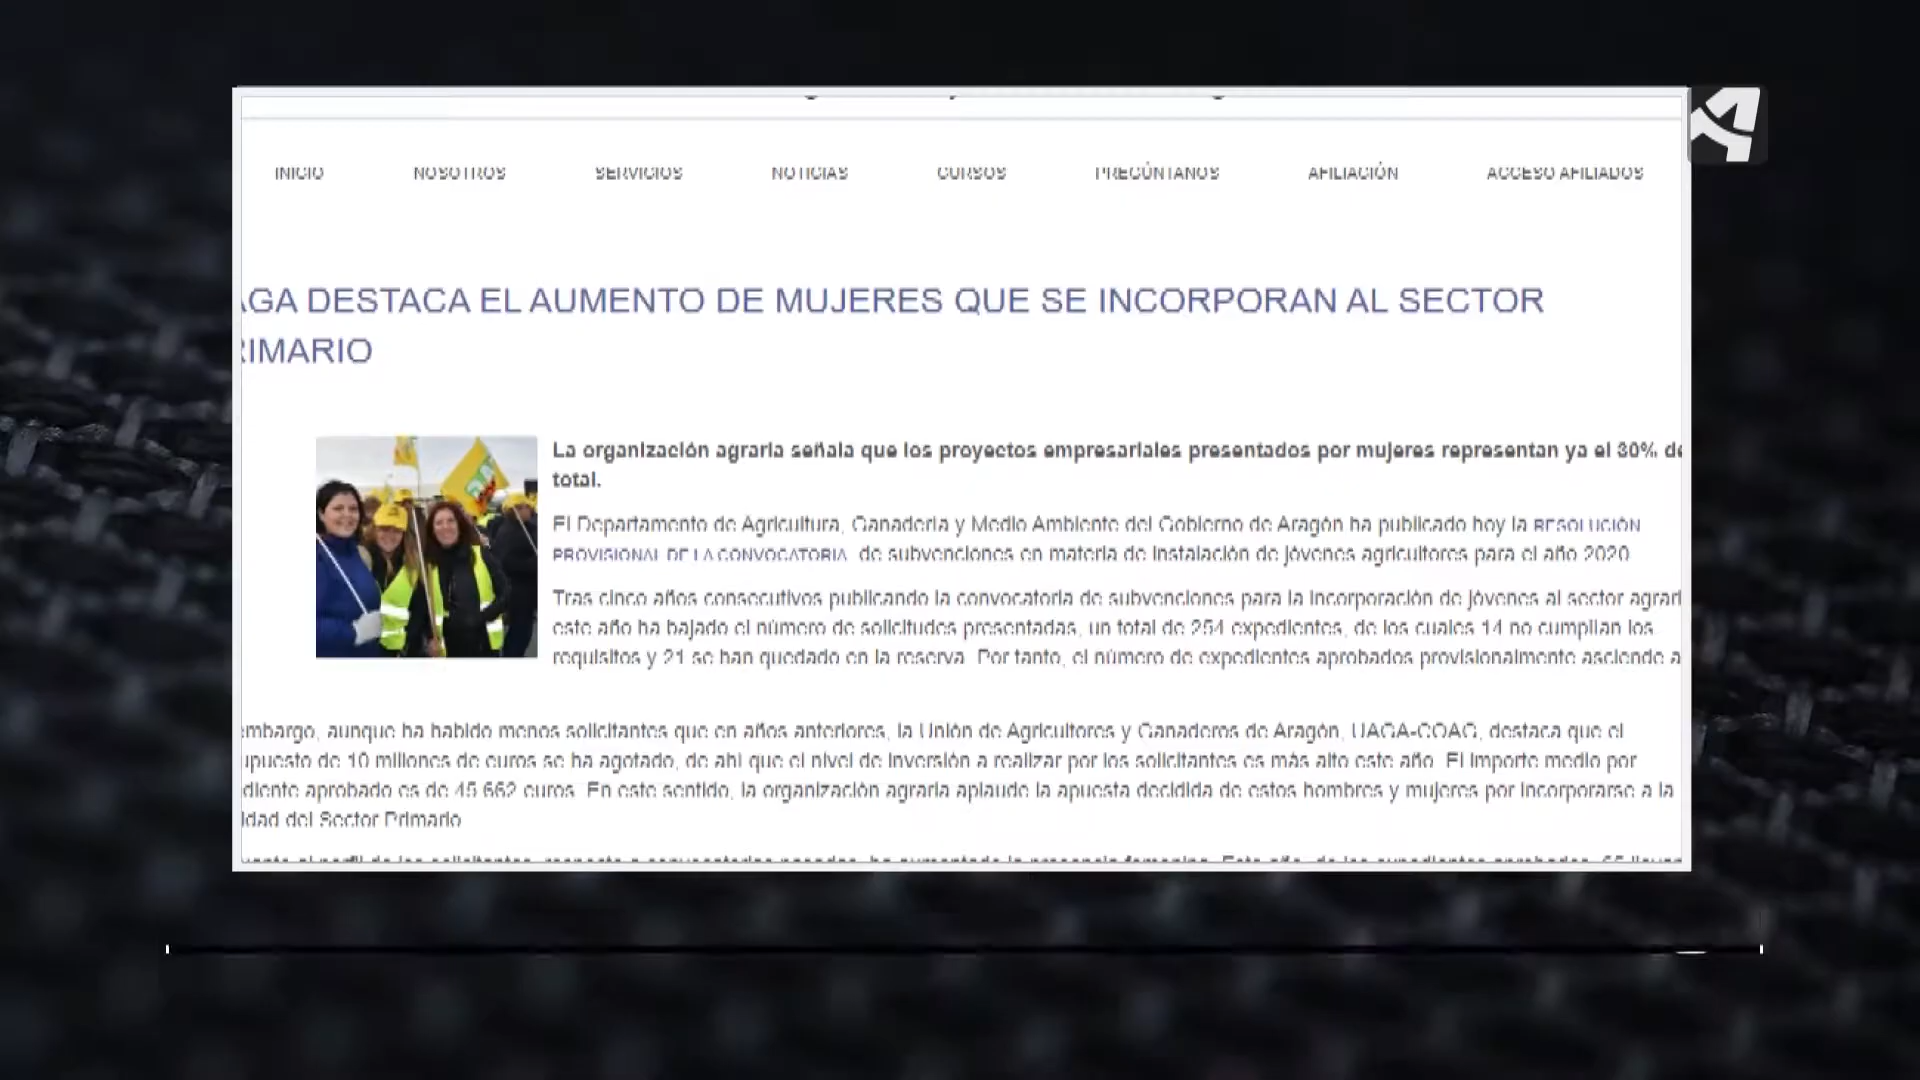 INICIO NOSOTROS SERVICIOS NOTICIAS CURSOS PREGÚNTANOS AFILIACIÓN ACCESO AFILIADOS
AGA DESTACA EL AUMENTO DE MUJERES QUE SE INCORPORAN AL SECTOR
RIMARIO
La organización agraria señala que los proyectos empresariales presentados por mujeres representan ya el 30% de
total.
El Departamento de Agricultura, Ganadería y Medio Ambiente del Gobierno de Aragón ha publicado hoy la RESOLUCIÓN
PROVISIONAL DE LA CONVOCATORIA de subvenciones en materia de instalación de jóvenes agricultores para el año 2020
Tras cinco años consecutivos publicando la convocatoria de subvenciones para la incorporación de jóvenes al sector agrari
este año ha bajado el número de solicitudes presentadas, un total de 254 expedientes, de los cuales 14 no cumplían los
requisitos y 21 se han quedado en la reserva. Por tanto, el número de expedientes aprobados provisionalmente asciende a
embargo, aunque ha habido menos solicitantes que en años anteriores, la Unión de Agricultores y Ganaderos de Aragón, UAGA-COAG, destaca que el
upuesto de 10 millones de euros se ha agotado, de ahí que el nivel de inversión a realizar por los solicitantes es más alto este año. El importe medio por
diente aprobado es de 45.662 euros. En este sentido, la organización agraria aplaude la apuesta decidida de estos hombres y mujeres por incorporarse a la
idad del Sector Primario